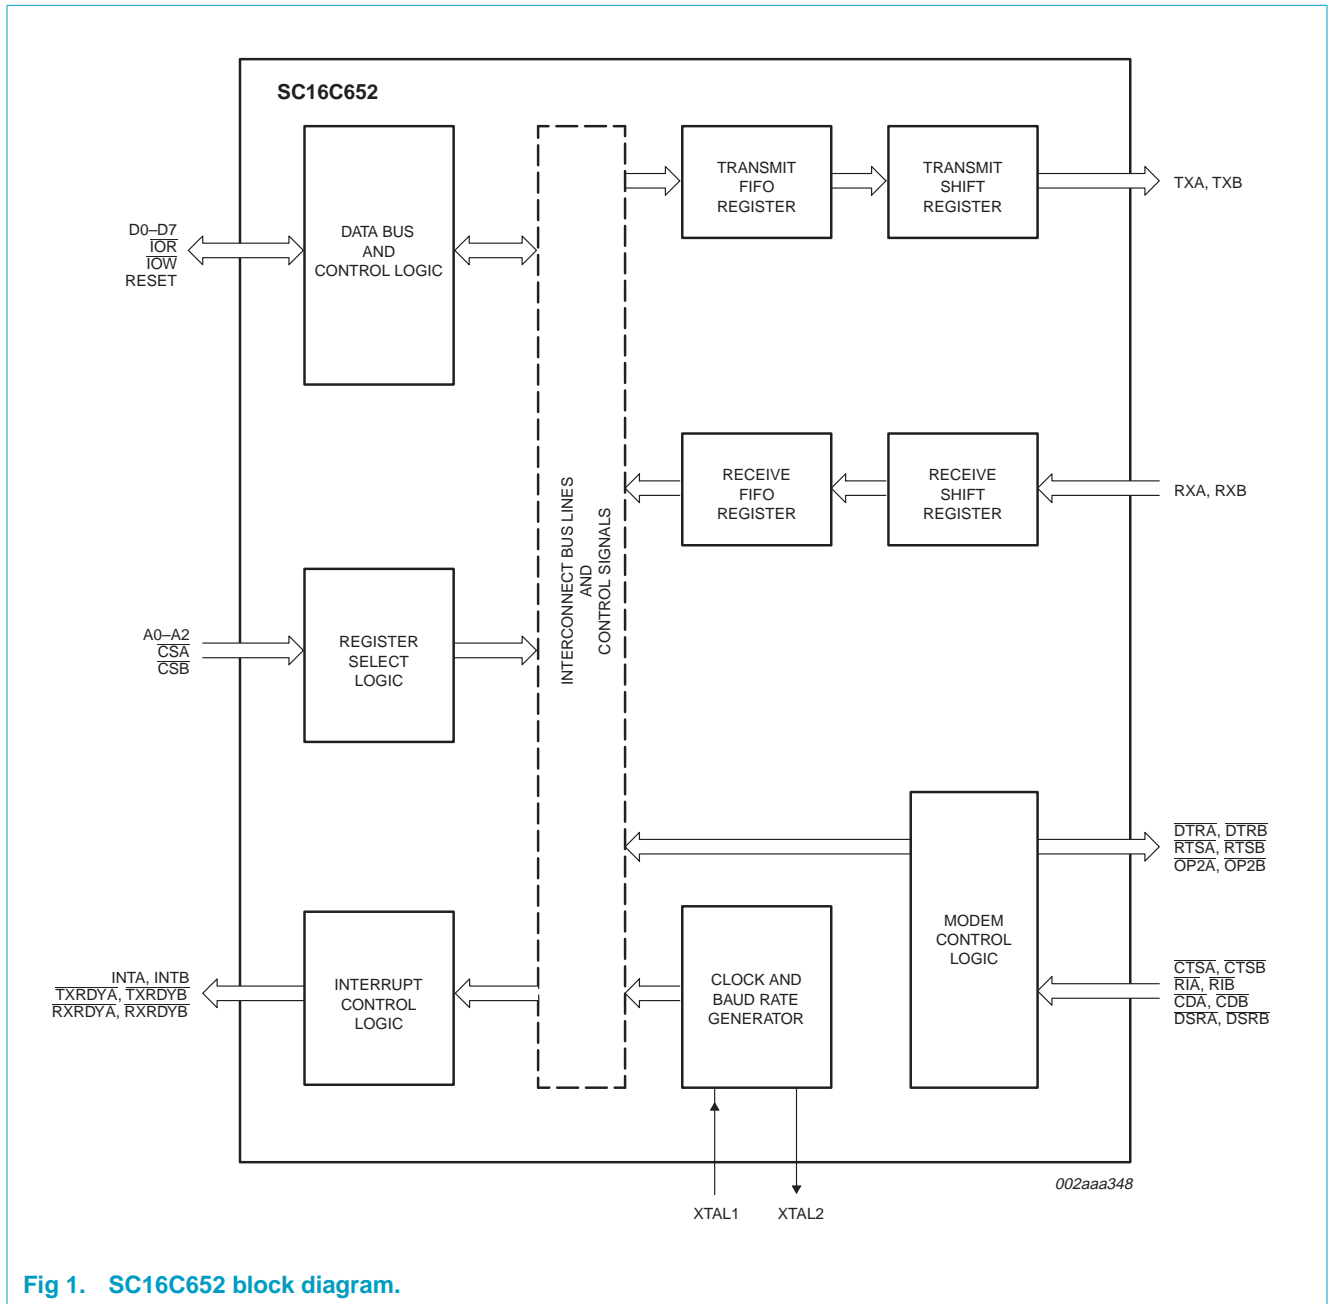 SC16C652
D0–D7
IOR
IOW
RESET
DATA BUS
AND
CONTROL LOGIC
TRANSMIT
FIFO
REGISTER
TRANSMIT
SHIFT
REGISTER
TXA, TXB
INTERCONNECT BUS LINES
AND
CONTROL SIGNALS
RECEIVE
FIFO
REGISTER
RECEIVE
SHIFT
REGISTER
RXA, RXB
A0–A2
CSA
CSB
REGISTER
SELECT
LOGIC
DTRA, DTRB
RTSA, RTSB
OP2A, OP2B
MODEM
CONTROL
LOGIC
INTA, INTB
TXRDYA, TXRDYB
RXRDYA, RXRDYB
INTERRUPT
CONTROL
LOGIC
CLOCK AND
BAUD RATE
GENERATOR
CTSA, CTSB
RIA, RIB
CDA, CDB
DSRA, DSRB
XTAL1
XTAL2
002aaa348
Fig 1. SC16C652 block diagram.